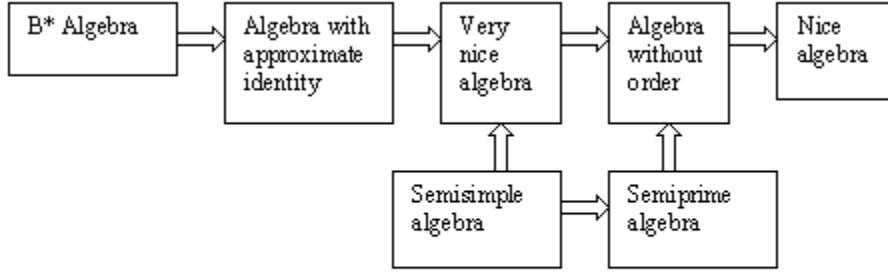 B* Algebra
Algebra with
approximate
identity
Very
nice
algebra
Algebra
without
order
Nice
algebra
Semisimple
algebra
Semiprime
algebra